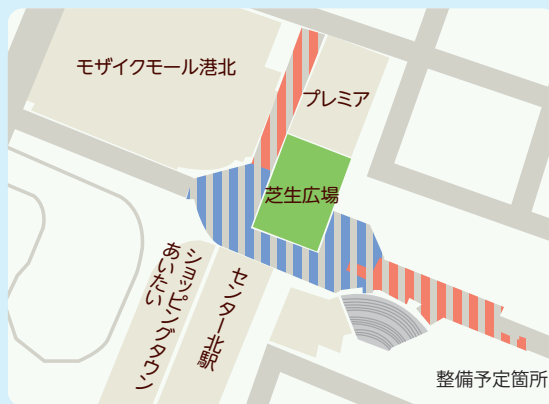 モザイクモール港北
プレミア
芝生広場
ショッピングタウン
あいたい
センター北駅
整備予定箇所